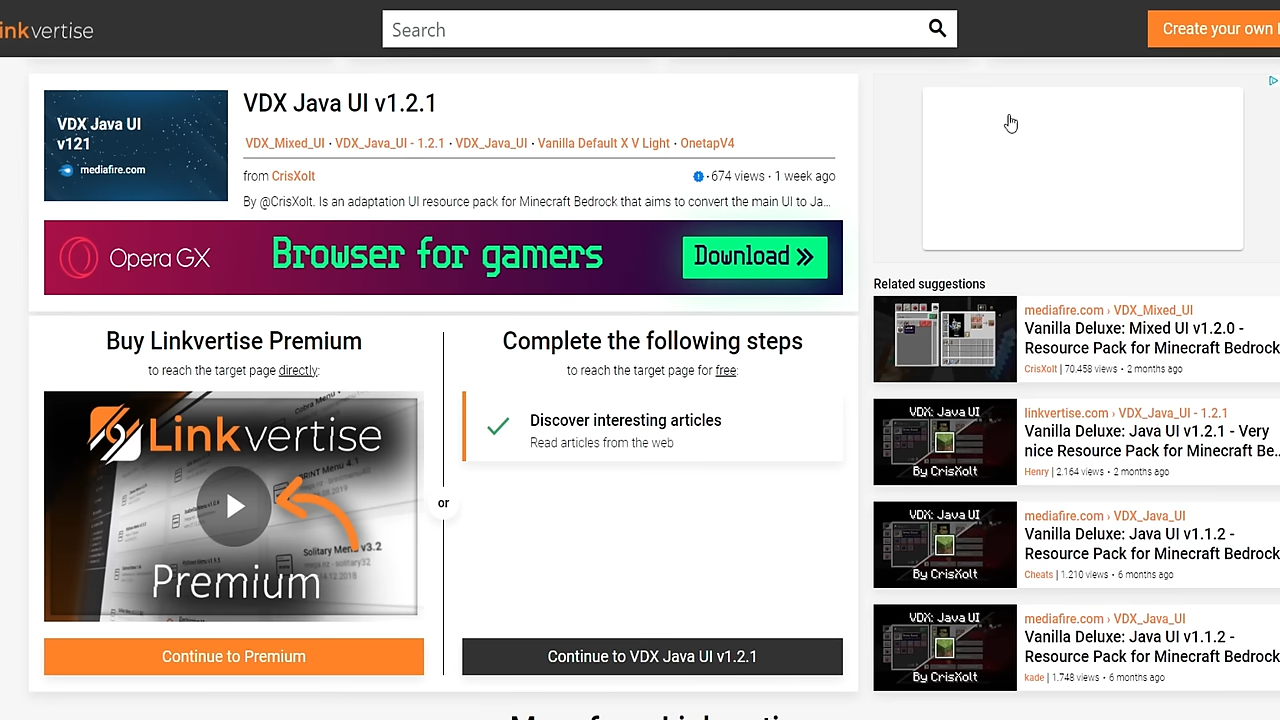 inkvertise
Search
Create your own
VDX Java UI
v121
mediafire.com
VDX Java UI v1.2.1
VDX_Mixed_UI · VDX_Java_UI - 1.2.1 · VDX_Java_UI · Vanilla Default X V Light · OnetapV4
from CrisXolt
674 views · 1 week ago
By @CrisXolt. Is an adaptation UI resource pack for Minecraft Bedrock that aims to convert the main UI to Ja...
Opera GX
Browser for gamers
Download
Buy Linkvertise Premium
to reach the target page directly:
Linkvertise
Solitary Menu v3.2
Premium
Continue to Premium
or
Complete the following steps
to reach the target page for free:
Discover interesting articles
Read articles from the web
Continue to VDX Java UI v1.2.1
Related suggestions
mediafire.com › VDX_Mixed_UI
Vanilla Deluxe: Mixed UI v1.2.0 -
Resource Pack for Minecraft Bedrock
CrisXolt | 70.458 views • 2 months ago
VDX: Java UI
By CrisXolt
linkvertise.com › VDX_Java_UI - 1.2.1
Vanilla Deluxe: Java UI v1.2.1 - Very
nice Resource Pack for Minecraft Be..
Henry | 2.164 views • 2 months ago
VDX: Java UI
By CrisXolt
mediafire.com › VDX_Java_UI
Vanilla Deluxe: Java UI v1.1.2 -
Resource Pack for Minecraft Bedrock
Cheats | 1.210 views • 6 months ago
VDX: Java UI
By CrisXolt
mediafire.com › VDX_Java_UI
Vanilla Deluxe: Java UI v1.1.2 -
Resource Pack for Minecraft Bedrock
kade | 1.748 views • 6 months ago